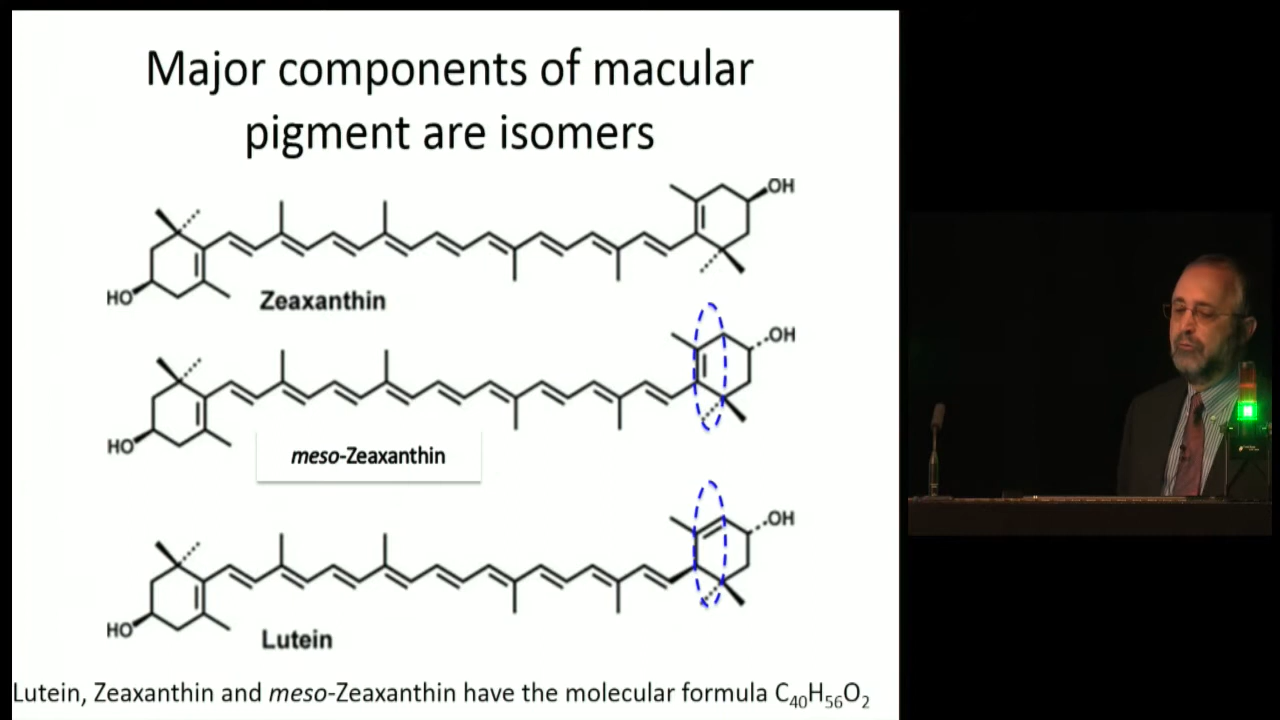 Major components of macular
pigment are isomers
OH
HO
Zeaxanthin
OH
HO
meso-Zeaxanthin
OH
HO
Lutein
Lutein, Zeaxanthin and meso-Zeaxanthin have the molecular formula C₄₀H₅₆O₂